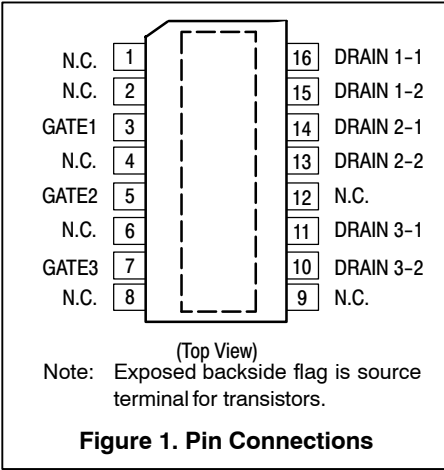 N.C. 1 16 DRAIN 1-1
N.C. 2 15 DRAIN 1-2
GATE1 3 14 DRAIN 2-1
N.C. 4 13 DRAIN 2-2
GATE2 5 12 N.C.
N.C. 6 11 DRAIN 3-1
GATE3 7 10 DRAIN 3-2
N.C. 8 9 N.C.
(Top View)
Note: Exposed backside flag is source
terminal for transistors.
Figure 1. Pin Connections